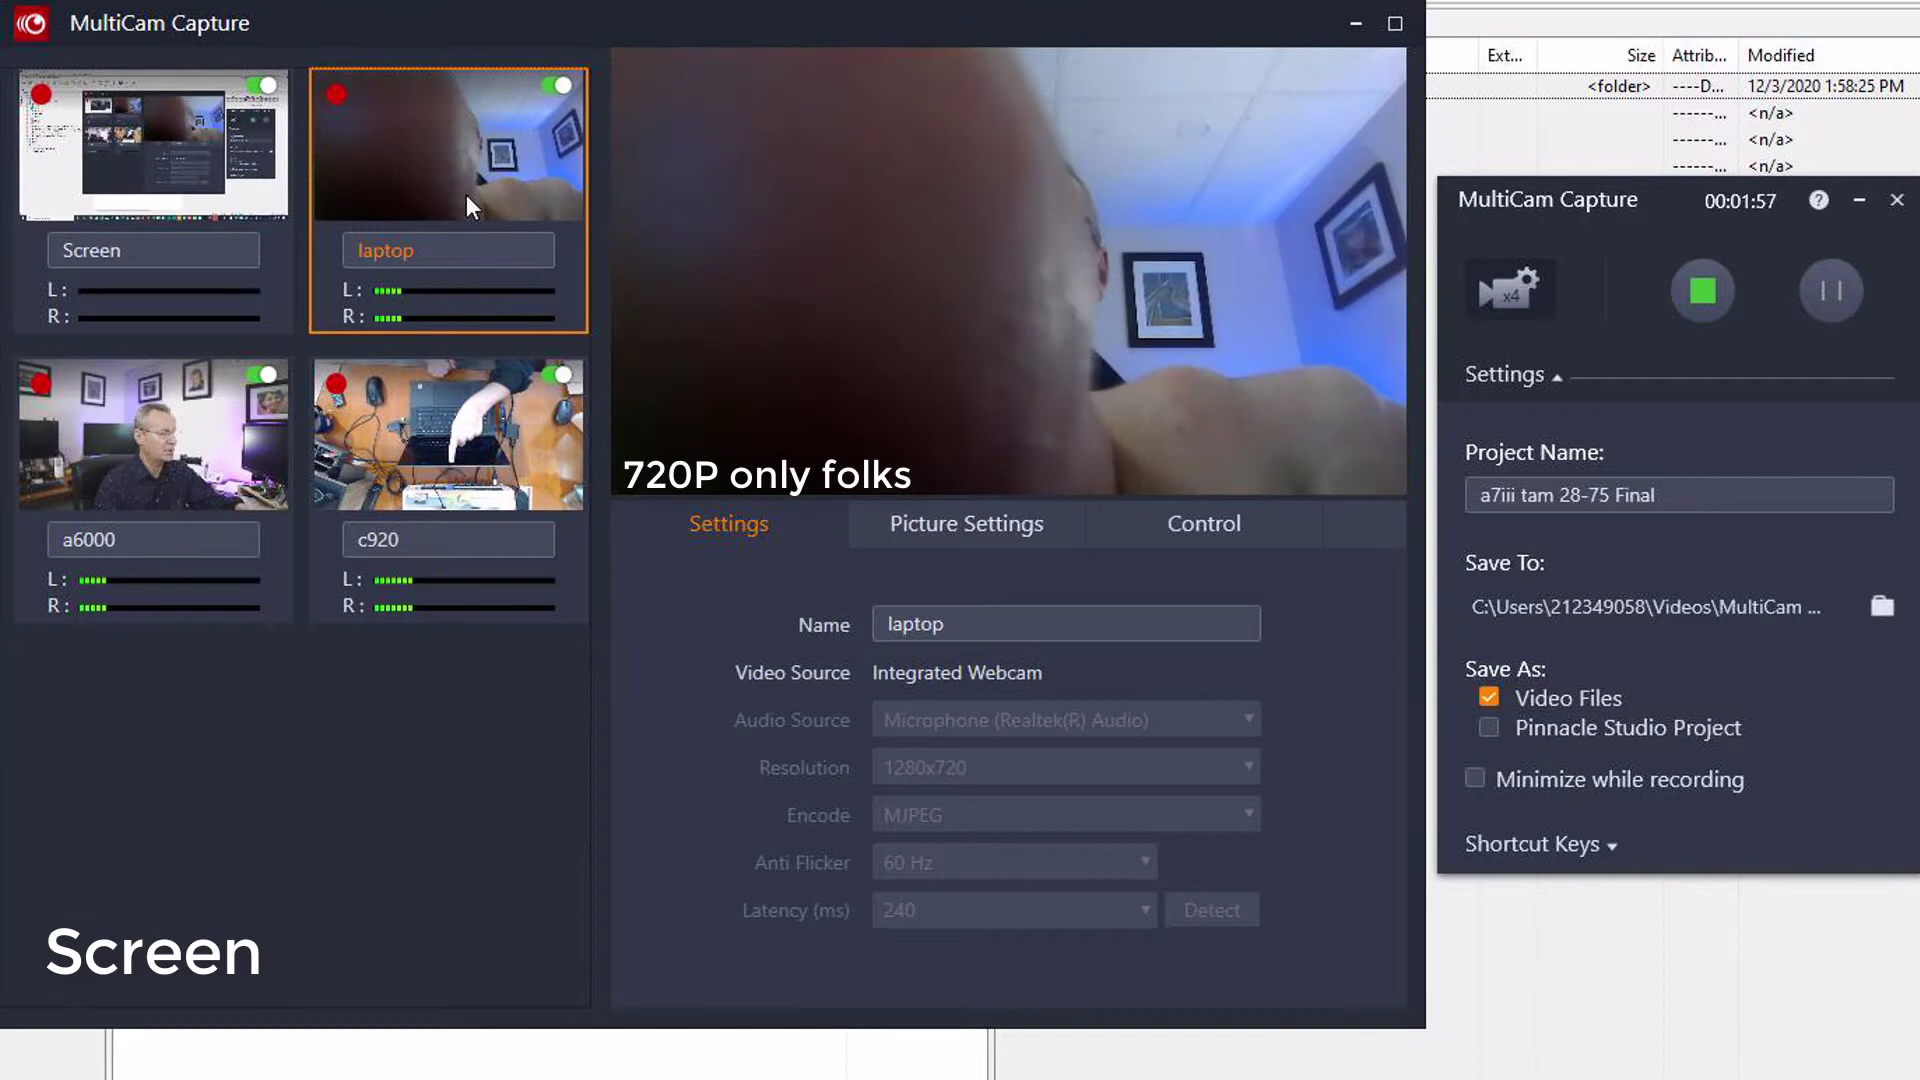 MultiCam Capture
Screen
L:
R:
laptop
L:
R:
a6000
L:
R:
c920
L:
R:
Screen
720P only folks
Settings
Picture Settings
Control
Name
laptop
Video Source
Integrated Webcam
Audio Source
Microphone (Realtek(R) Audio)
Resolution
1280x720
Encode
MJPEG
Anti Flicker
60 Hz
Latency (ms)
240
Detect
Ext...
Size
Attrib...
Modified
<folder>
----D...
12/3/2020 1:58:25 PM
------...
<n/a>
------...
<n/a>
------...
<n/a>
MultiCam Capture
00:01:57
?
x4
Settings
Project Name:
a7iii tam 28-75 Final
Save To:
C:\Users\212349058\Videos\MultiCam ...
Save As:
Video Files
Pinnacle Studio Project
Minimize while recording
Shortcut Keys